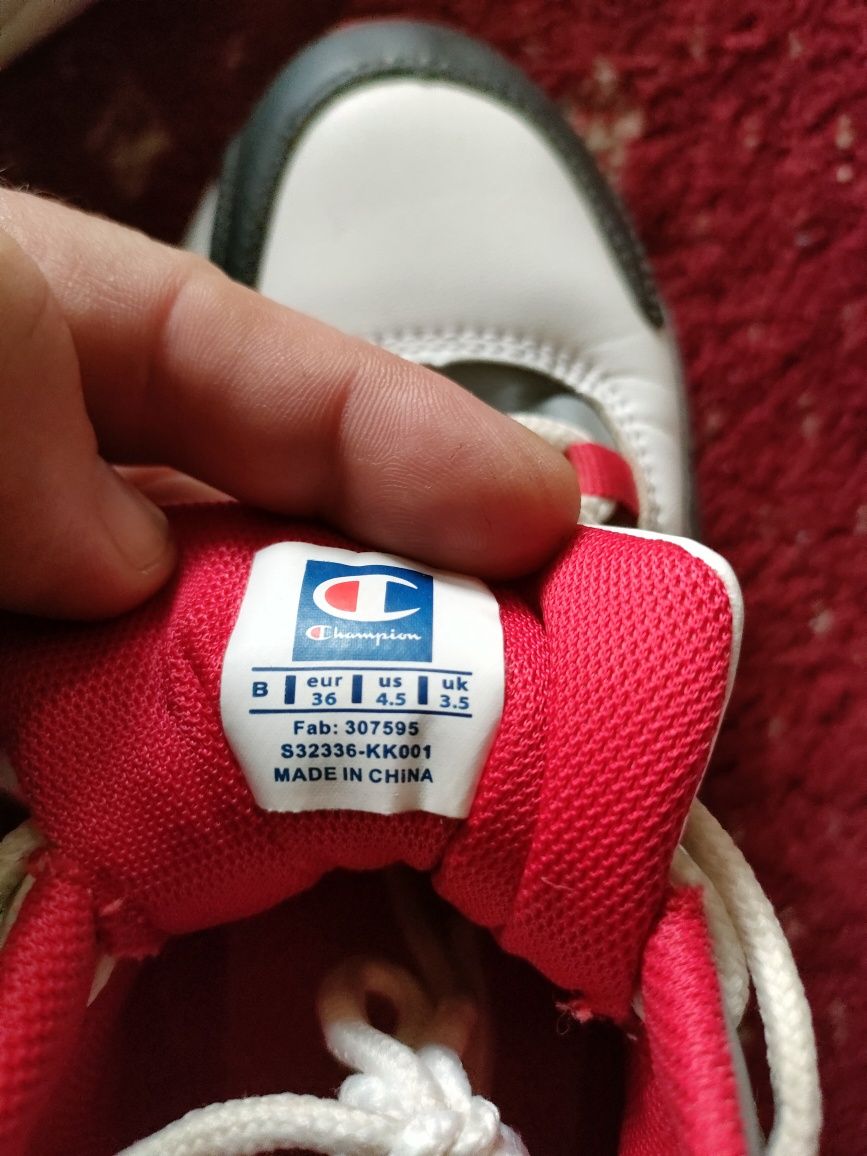 Champion
B eur us uk
36 4.5 3.5
Fab: 307595
S32336-KK001
MADE IN CHiNA